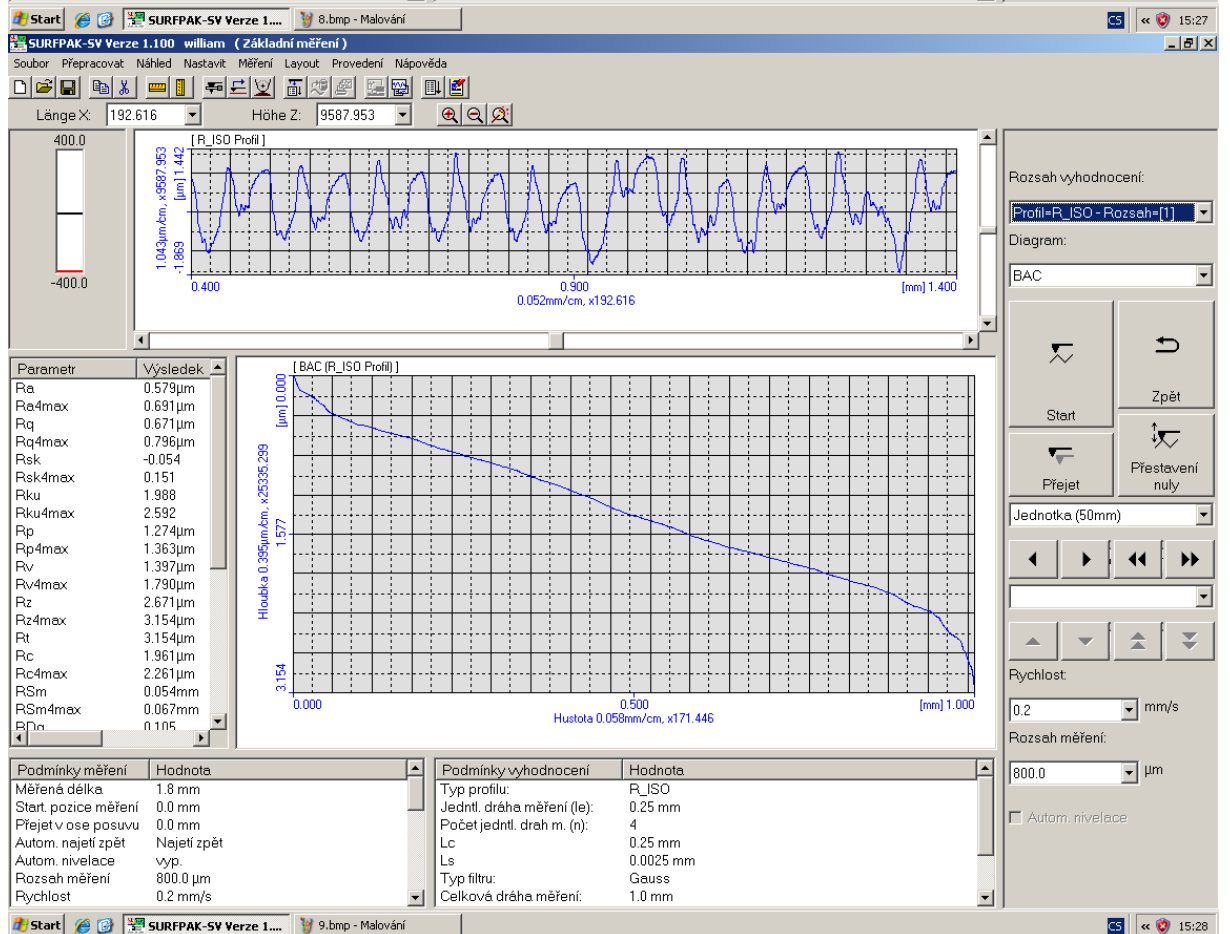 Start SURFPAK-SV Verze 1.... 8.bmp - Malování CS « 15:27
SURFPAK-SV Verze 1.100 william ( Základní měření )
Soubor Přepracovat Náhled Nastavit Měření Layout Provedení Nápověda
Länge X: 192.616 Höhe Z: 9587.953
400.0
-400.0
[ R_ISO Profil ]
1.043µm/cm, x9587.953
-1.869 [µm] 1.442
0.400 0.900 [mm] 1.400
0.052mm/cm, x192.616
Rozsah vyhodnocení:
Profil=R_ISO - Rozsah=[1]
Diagram:
BAC
Start
Zpět
Přejet
Přestavení
nuly
Jednotka (50mm)
Rychlost:
0.2 mm/s
Rozsah měření:
800.0 µm
Autom. nivelace
Parametr Výsledek
Ra 0.579µm
Ra4max 0.691µm
Rq 0.671µm
Rq4max 0.796µm
Rsk -0.054
Rsk4max 0.151
Rku 1.988
Rku4max 2.592
Rp 1.274µm
Rp4max 1.363µm
Rv 1.397µm
Rv4max 1.790µm
Rz 2.671µm
Rz4max 3.154µm
Rt 3.154µm
Rc 1.961µm
Rc4max 2.261µm
RSm 0.054mm
RSm4max 0.067mm
RDq 0.105
[ BAC (R_ISO Profil) ]
Hloubka 0.395µm/cm, x25335.299
3.154 1.577 [µm] 0.000
0.000 0.500 [mm] 1.000
Hustota 0.058mm/cm, x171.446
Podmínky měření Hodnota
Měřená délka 1.8 mm
Start. pozice měření 0.0 mm
Přejet v ose posuvu 0.0 mm
Autom. najetí zpět Najetí zpět
Autom. nivelace vyp.
Rozsah měření 800.0 µm
Rychlost 0.2 mm/s
Podmínky vyhodnocení Hodnota
Typ profilu: R_ISO
Jedntl. dráha měření (le): 0.25 mm
Počet jedntl. drah m. (n): 4
Lc 0.25 mm
Ls 0.0025 mm
Typ filtru: Gauss
Celková dráha měření: 1.0 mm
Start SURFPAK-SV Verze 1.... 9.bmp - Malování CS « 15:28